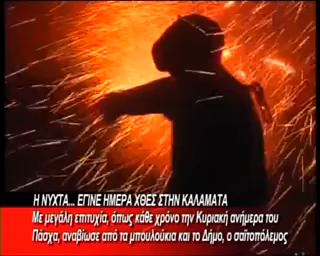 Η ΝΥΧΤΑ... ΕΓΙΝΕ ΗΜΕΡΑ ΧΘΕΣ ΣΤΗΝ ΚΑΛΑΜΑΤΑ
Με μεγάλη επιτυχία, όπως κάθε χρόνο την Κυριακή ανήμερα του
Πάσχα, αναβίωσε από τα μπουλούκια και το Δήμο, ο σαϊτοπόλεμος